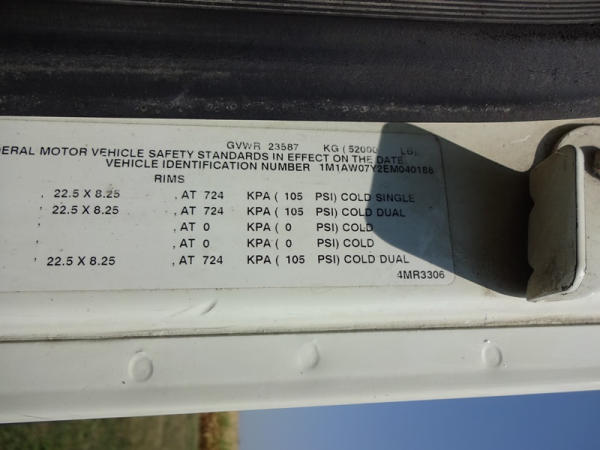 GVWR 23587 KG ( 52000 LB
DERAL MOTOR VEHICLE SAFETY STANDARDS IN EFFECT ON THE DATE
VEHICLE IDENTIFICATION NUMBER 1M1AW07Y2EM040188
RIMS
22.5 X 8.25 , AT 724 KPA ( 105 PSI) COLD SINGLE
22.5 X 8.25 , AT 724 KPA ( 105 PSI) COLD DUAL
, AT 0 KPA ( 0 PSI) COLD
, AT 0 KPA ( 0 PSI) COLD
22.5 X 8.25 , AT 724 KPA ( 105 PSI) COLD DUAL
4MR3306